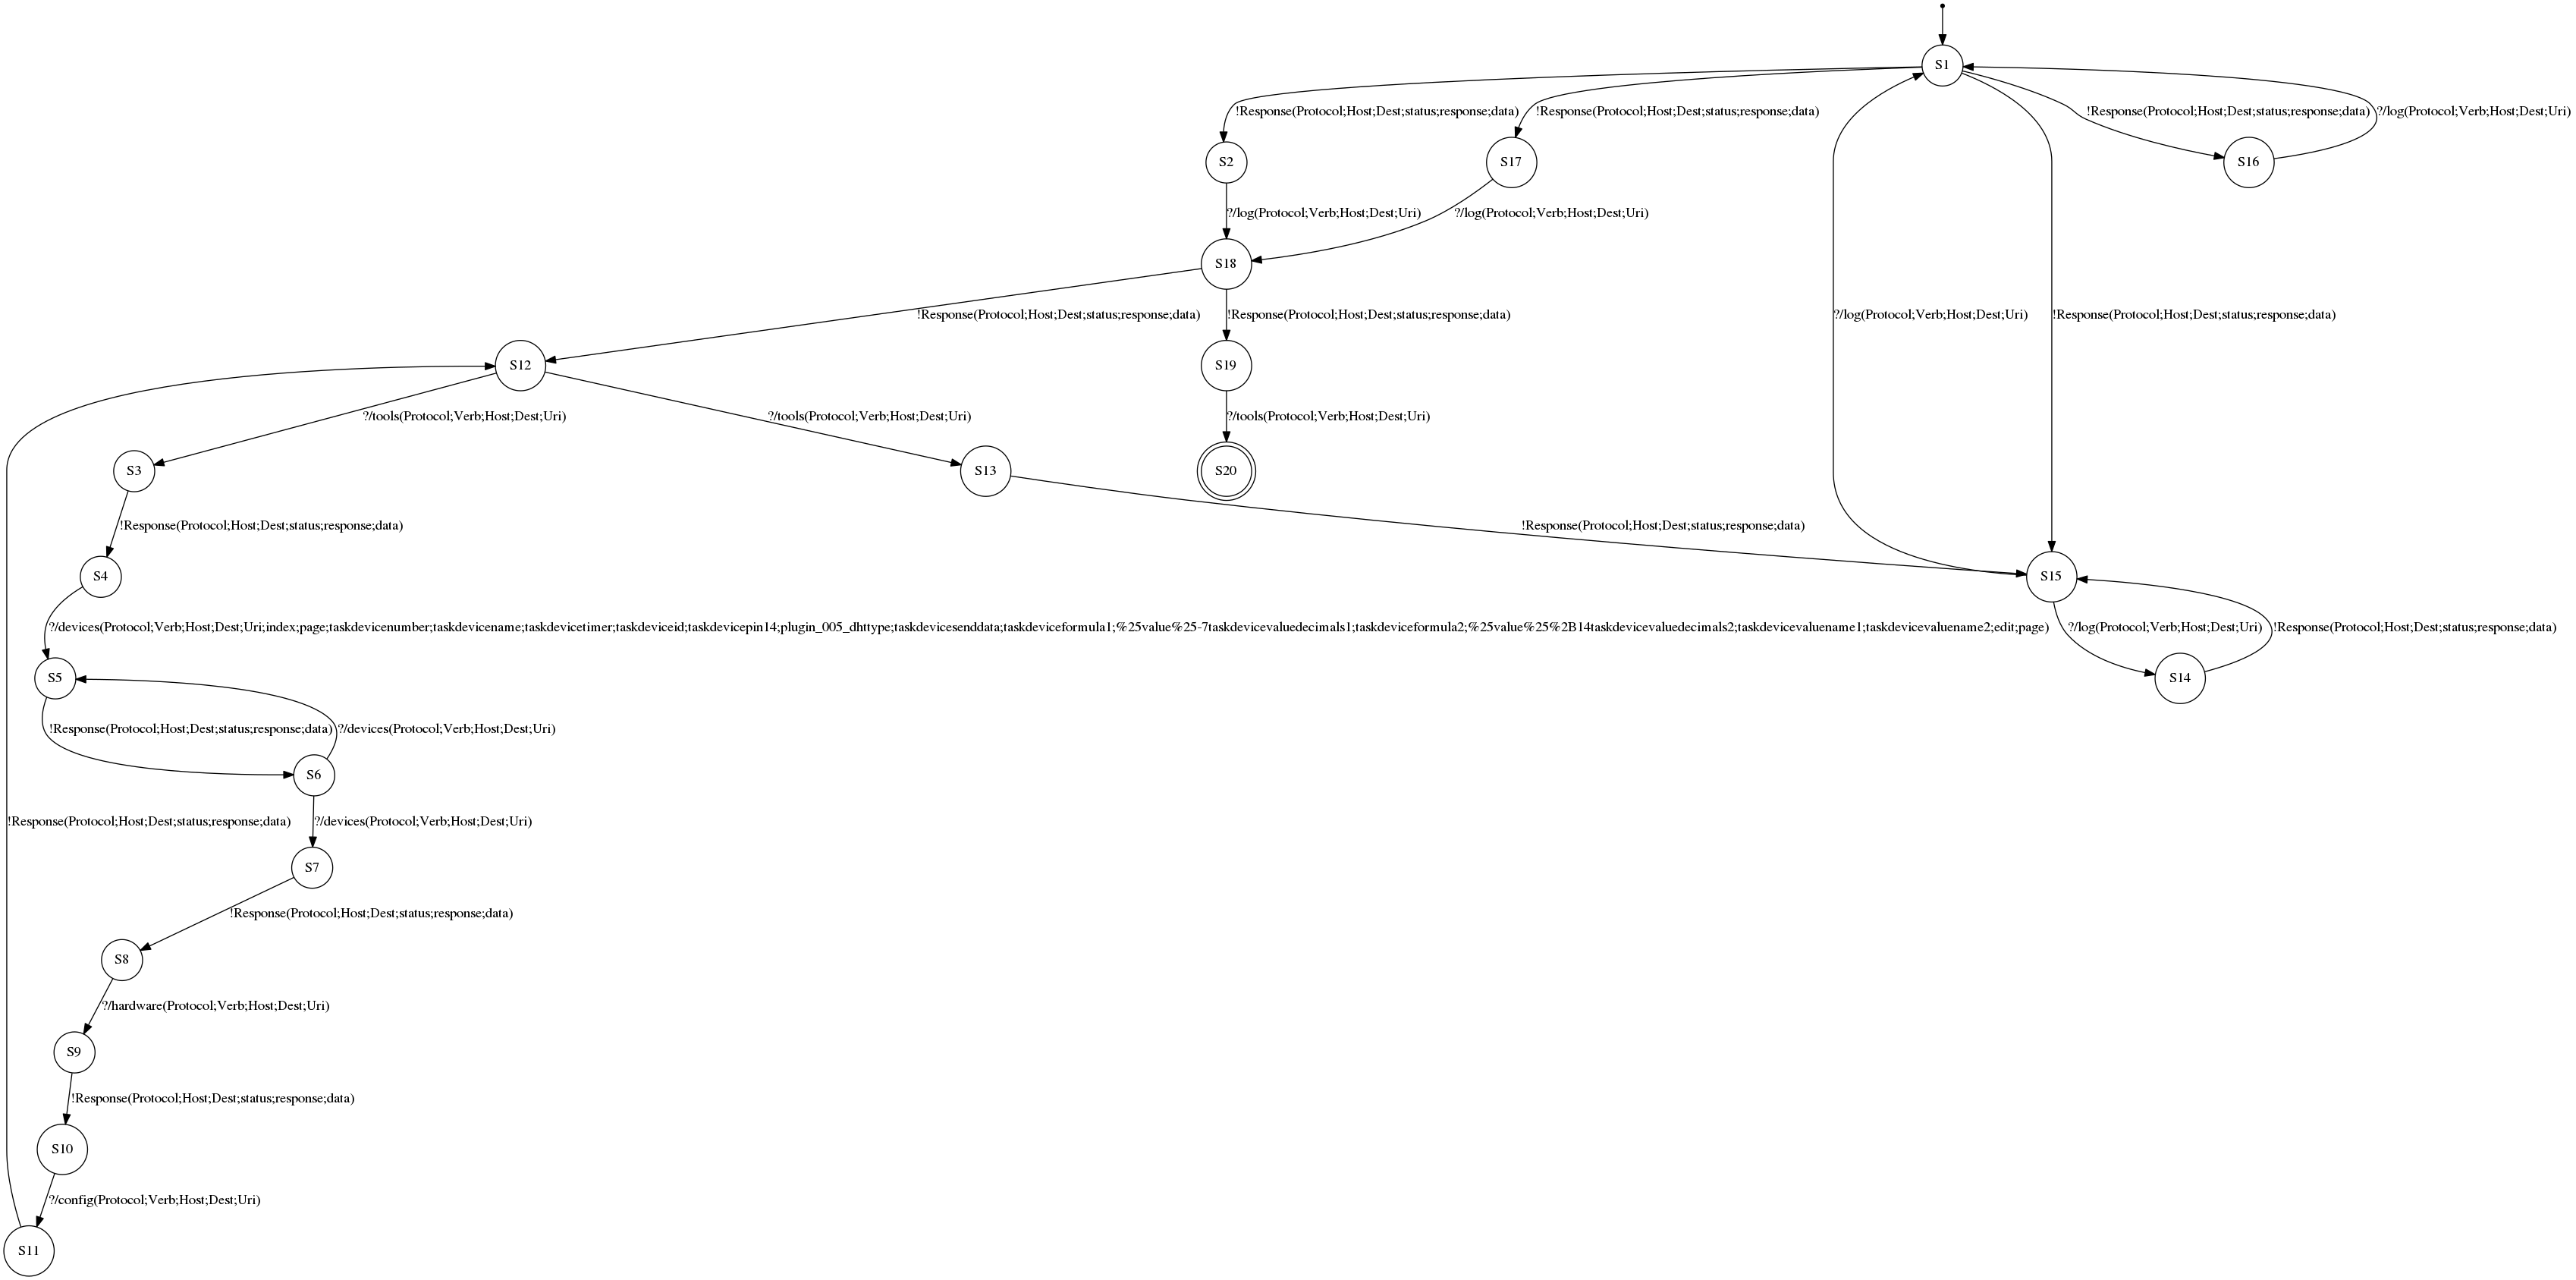 S1
!Response(Protocol;Host;Dest;status;response;data)
!Response(Protocol;Host;Dest;status;response;data)
!Response(Protocol;Host;Dest;status;response;data)
?/log(Protocol;Verb;Host;Dest;Uri)
S2
S17
S16
?/log(Protocol;Verb;Host;Dest;Uri)
?/log(Protocol;Verb;Host;Dest;Uri)
S18
!Response(Protocol;Host;Dest;status;response;data)
!Response(Protocol;Host;Dest;status;response;data)
?/log(Protocol;Verb;Host;Dest;Uri)
!Response(Protocol;Host;Dest;status;response;data)
S12
S19
?/tools(Protocol;Verb;Host;Dest;Uri)
?/tools(Protocol;Verb;Host;Dest;Uri)
?/tools(Protocol;Verb;Host;Dest;Uri)
S3
S13
S20
!Response(Protocol;Host;Dest;status;response;data)
!Response(Protocol;Host;Dest;status;response;data)
S4
S15
?/devices(Protocol;Verb;Host;Dest;Uri;index;page;taskdevicenumber;taskdevicename;taskdevicetimer;taskdeviceid;taskdevicepin14;plugin_005_dhttype;taskdevicesenddata;taskdeviceformula1;%25value%25-7taskdevicevaluedecimals1;taskdeviceformula2;%25value%25%2B14taskdevicevaluedecimals2;taskdevicevaluename1;taskdevicevaluename2;edit;page)
?/log(Protocol;Verb;Host;Dest;Uri)
!Response(Protocol;Host;Dest;status;response;data)
S5
S14
!Response(Protocol;Host;Dest;status;response;data)
?/devices(Protocol;Verb;Host;Dest;Uri)
S6
!Response(Protocol;Host;Dest;status;response;data)
?/devices(Protocol;Verb;Host;Dest;Uri)
S7
!Response(Protocol;Host;Dest;status;response;data)
S8
?/hardware(Protocol;Verb;Host;Dest;Uri)
S9
!Response(Protocol;Host;Dest;status;response;data)
S10
?/config(Protocol;Verb;Host;Dest;Uri)
S11